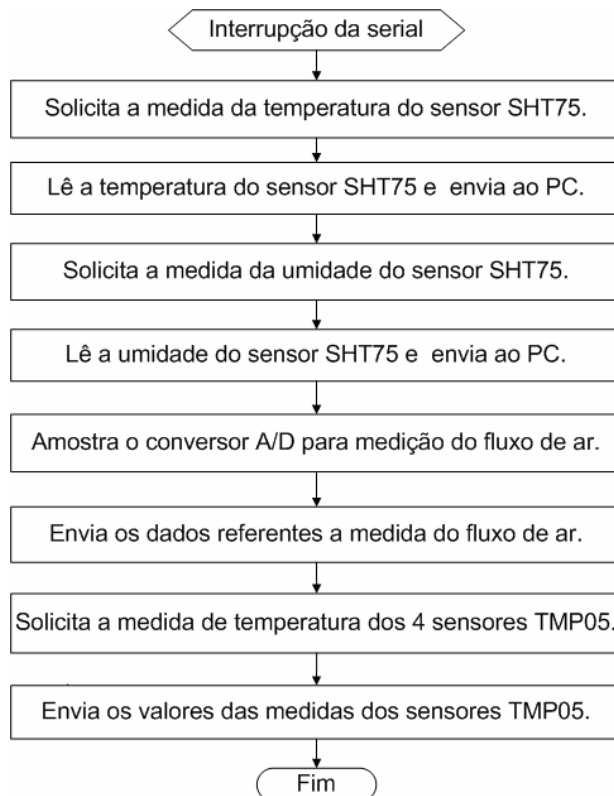 Interrupção da serial
Solicita a medida da temperatura do sensor SHT75.
Lê a temperatura do sensor SHT75 e envia ao PC.
Solicita a medida da umidade do sensor SHT75.
Lê a umidade do sensor SHT75 e envia ao PC.
Amostra o conversor A/D para medição do fluxo de ar.
Envia os dados referentes a medida do fluxo de ar.
Solicita a medida de temperatura dos 4 sensores TMP05.
Envia os valores das medidas dos sensores TMP05.
Fim